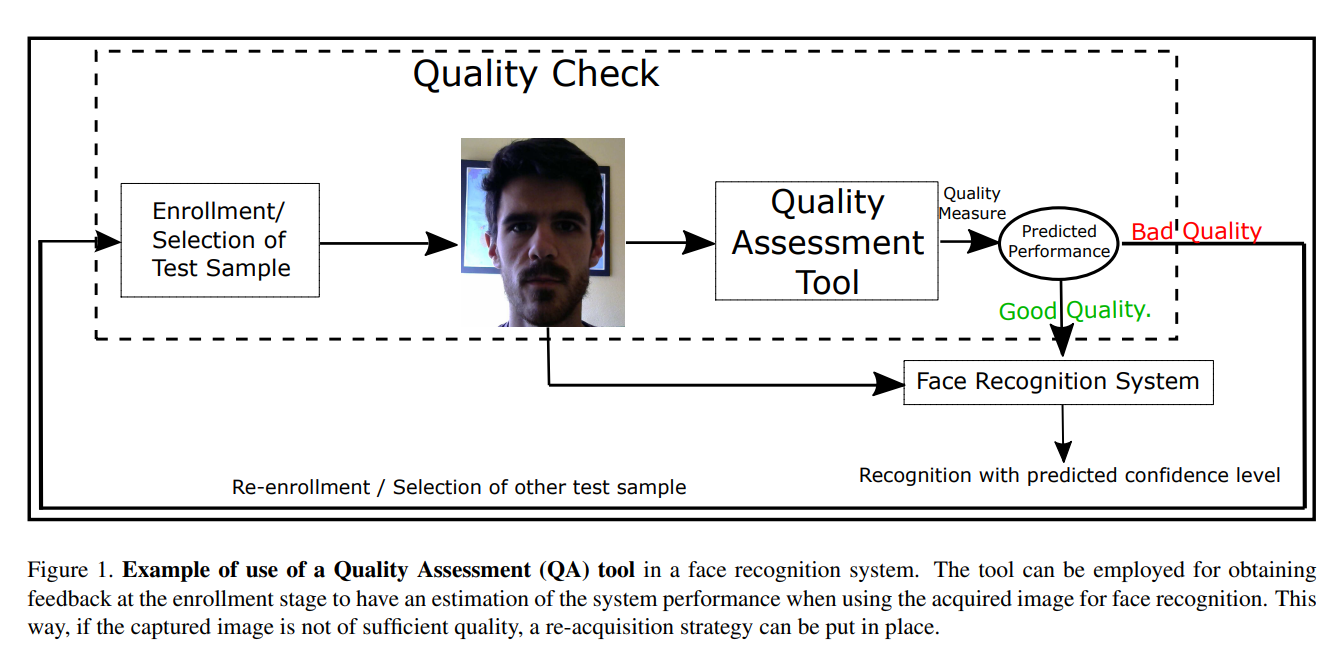 Quality Check
Enrollment/
Selection of
Test Sample
Quality
Assessment
Tool
Quality
Measure
Predicted
Performance
Bad Quality
Good Quality.
Face Recognition System
Recognition with predicted confidence level
Re-enrollment / Selection of other test sample
Figure 1. Example of use of a Quality Assessment (QA) tool in a face recognition system. The tool can be employed for obtaining
feedback at the enrollment stage to have an estimation of the system performance when using the acquired image for face recognition. This
way, if the captured image is not of sufficient quality, a re-acquisition strategy can be put in place.